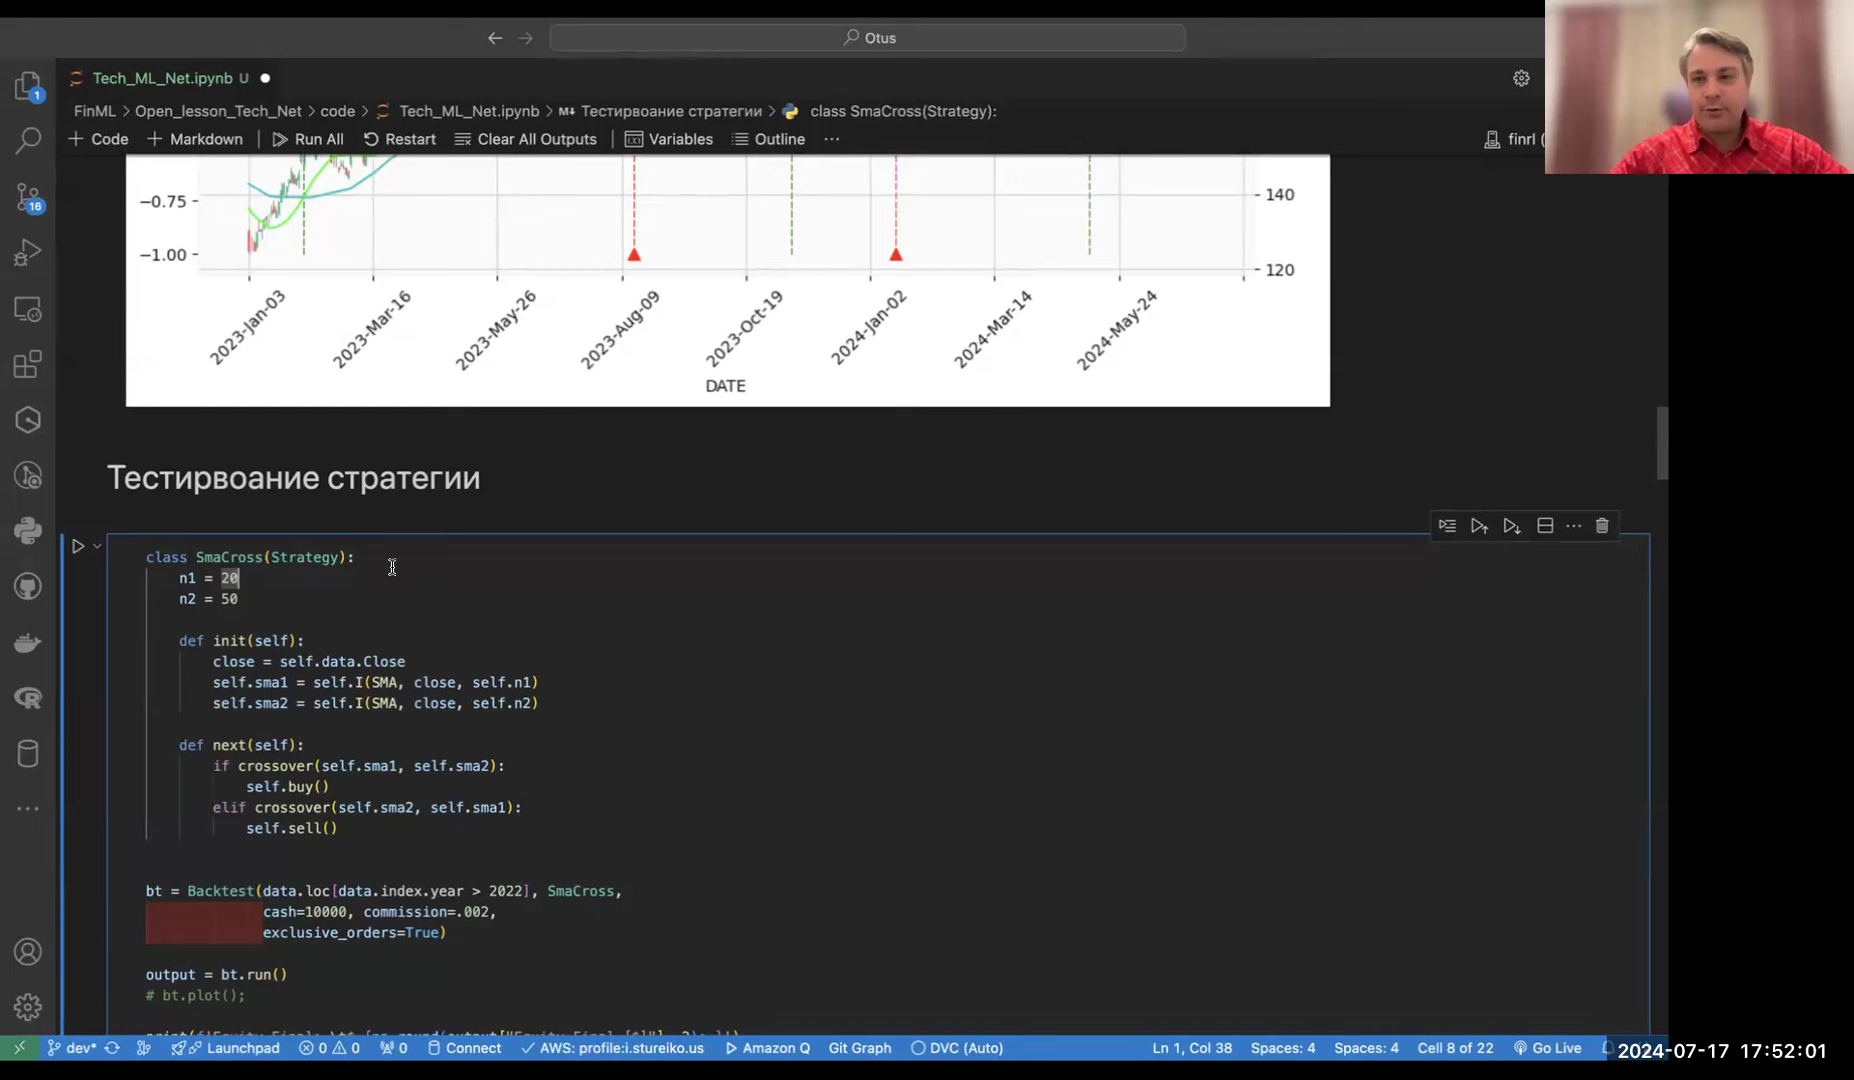 Otus
Tech_ML_Net.ipynb U
FinML > Open_lesson_Tech_Net > code > Tech_ML_Net.ipynb > M↓ Тестирвоание стратегии > class SmaCross(Strategy):
+ Code + Markdown Run All Restart Clear All Outputs Variables Outline ···
finrl (
1
16
−0.75
−1.00
140
120
2023-Jan-03
2023-Mar-16
2023-May-26
2023-Aug-09
2023-Oct-19
2024-Jan-02
2024-Mar-14
2024-May-24
DATE
Тестирвоание стратегии
class SmaCross(Strategy):
n1 = 20
n2 = 50
def init(self):
close = self.data.Close
self.sma1 = self.I(SMA, close, self.n1)
self.sma2 = self.I(SMA, close, self.n2)
def next(self):
if crossover(self.sma1, self.sma2):
self.buy()
elif crossover(self.sma2, self.sma1):
self.sell()
bt = Backtest(data.loc[data.index.year > 2022], SmaCross,
cash=10000, commission=.002,
exclusive_orders=True)
output = bt.run()
# bt.plot();
dev* Launchpad 0 0 0 Connect AWS: profile:i.stureiko.us Amazon Q Git Graph DVC (Auto) Ln 1, Col 38 Spaces: 4 Spaces: 4 Cell 8 of 22 Go Live
2024-07-17 17:52:01